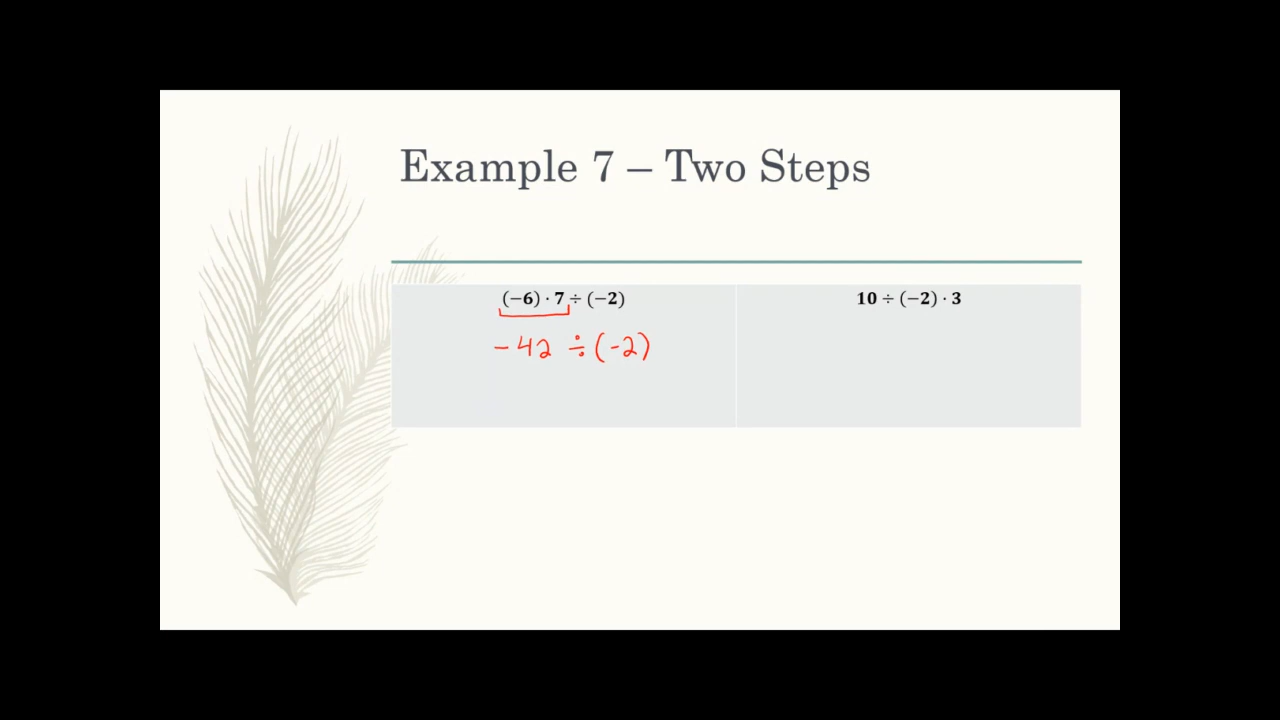 Example 7 – Two Steps
(−6) · 7 ÷ (−2)
-42 ÷ (-2)
10 ÷ (−2) · 3